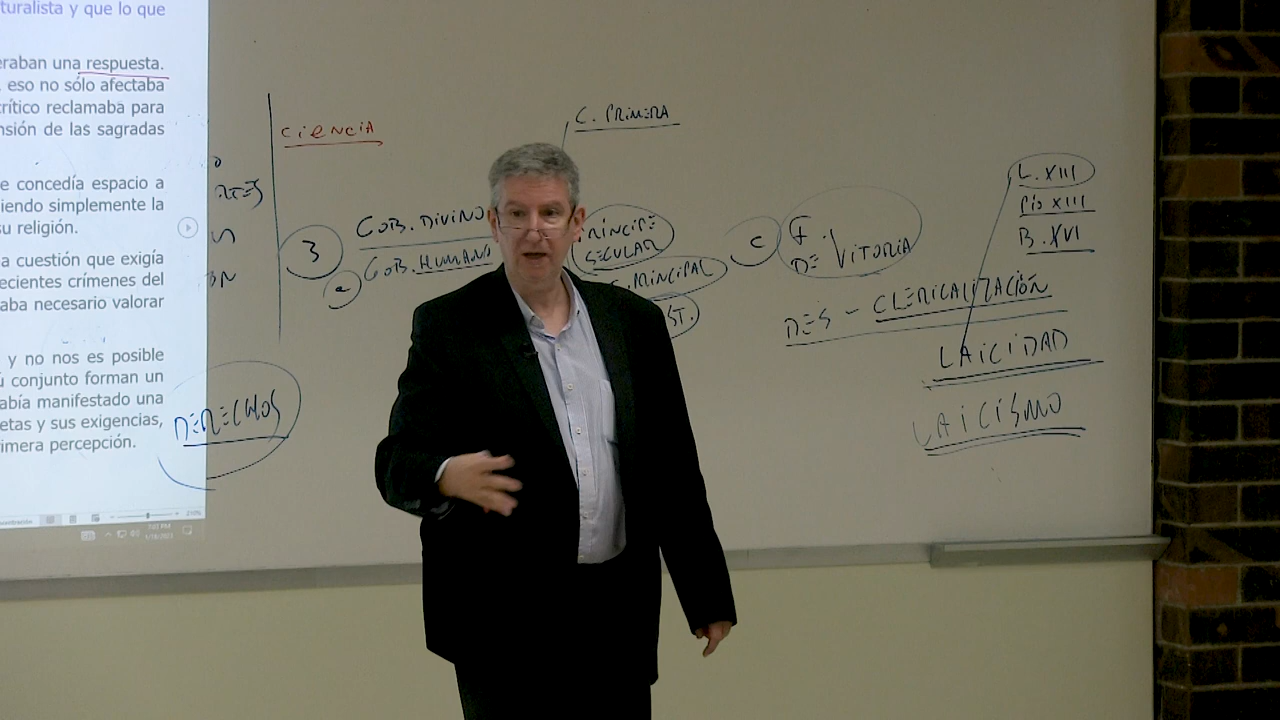 turalista y que lo que
eraban una respuesta.
, eso no sólo afectaba
crítico reclamaba para
nsión de las sagradas
e concedía espacio a
iendo simplemente la
su religión.
a cuestión que exigía
ecientes crímenes del
aba necesario valorar
y no nos es posible
conjunto forman un
abía manifestado una
etas y sus exigencias,
imera percepción.
DERECHOS
CIENCIA
C. PRIMERA
3
GOB. DIVINO
a
GOB. HUMANO
PRÍNCIPE
SECULAR
C. PRINCIPAL
ST.
C
F.
DE VITORIA
DES - CLERICALIZACIÓN
L. XIII
PÍO XIII
B. XVI
LAICIDAD
LAICISMO